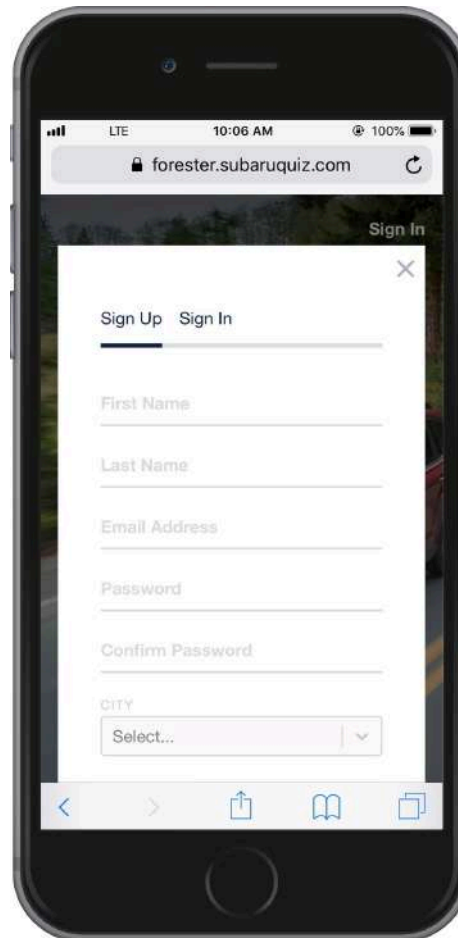 LTE 10:06 AM 100%
forester.subaruquiz.com
Sign In
Sign Up Sign In
First Name
Last Name
Email Address
Password
Confirm Password
CITY
Select...